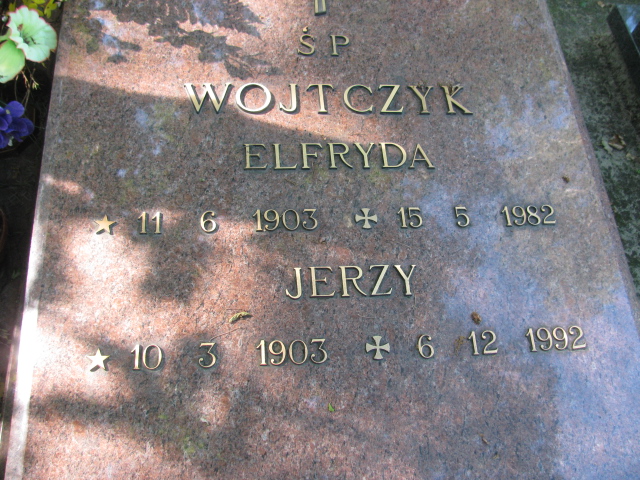 ŚP
WOJTCZYK
ELFRYDA
11 6 1903 15 5 1982
JERZY
10 3 1903 6 12 1992